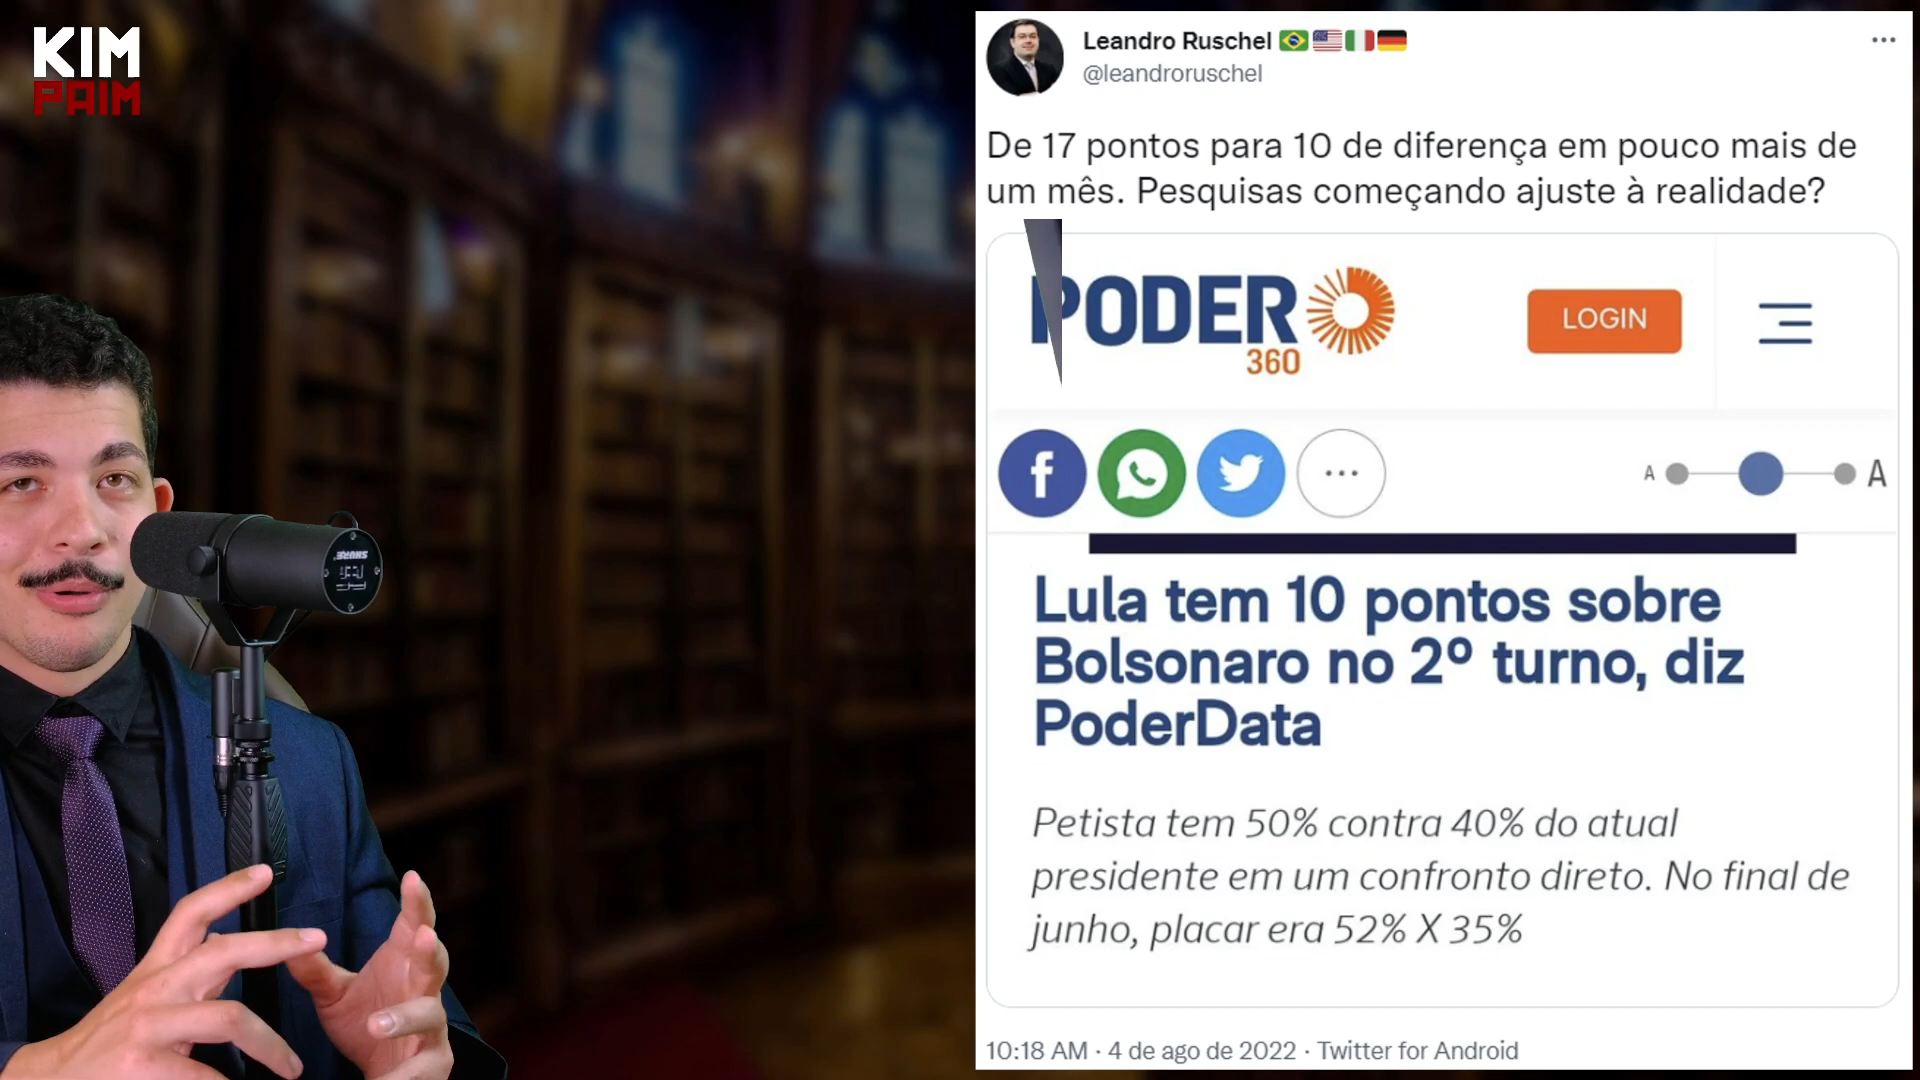 KIM
PAIM
Leandro Ruschel
@leandroruschel
De 17 pontos para 10 de diferença em pouco mais de
um mês. Pesquisas começando ajuste à realidade?
PODER
360
LOGIN
A A
Lula tem 10 pontos sobre
Bolsonaro no 2º turno, diz
PoderData
Petista tem 50% contra 40% do atual
presidente em um confronto direto. No final de
junho, placar era 52% X 35%
10:18 AM · 4 de ago de 2022 · Twitter for Android
SHURE